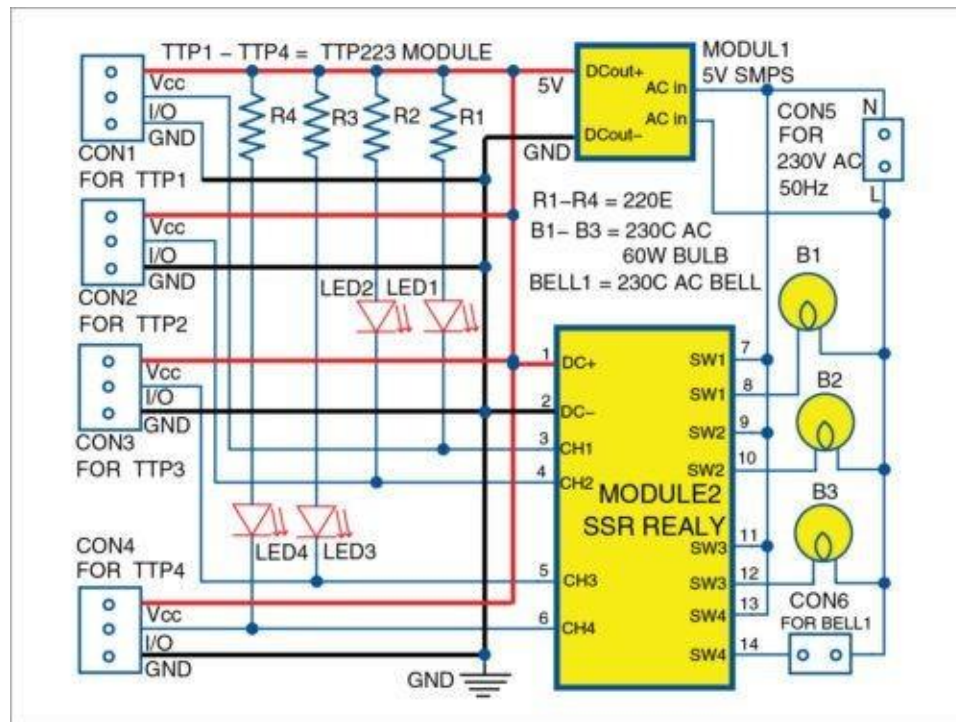 TTP1 – TTP4 = TTP223 MODULE
MODUL1
5V SMPS
Vcc
I/O
GND
CON1
FOR TTP1
R4
R3
R2
R1
5V
GND
DCout+
AC in
AC in
DCout–
N
CON5
FOR
230V AC
50Hz
L
R1–R4 = 220E
B1– B3 = 230C AC
60W BULB
BELL1 = 230C AC BELL
Vcc
I/O
GND
CON2
FOR TTP2
LED2
LED1
B1
Vcc
I/O
GND
CON3
FOR TTP3
1
DC+
2
DC–
3
CH1
4
CH2
5
CH3
6
CH4
MODULE2
SSR REALY
SW1
7
SW1
8
SW2
9
SW2
10
SW3
11
SW3
12
SW4
13
SW4
14
B2
B3
CON6
FOR BELL1
LED4
LED3
CON4
FOR TTP4
Vcc
I/O
GND
GND